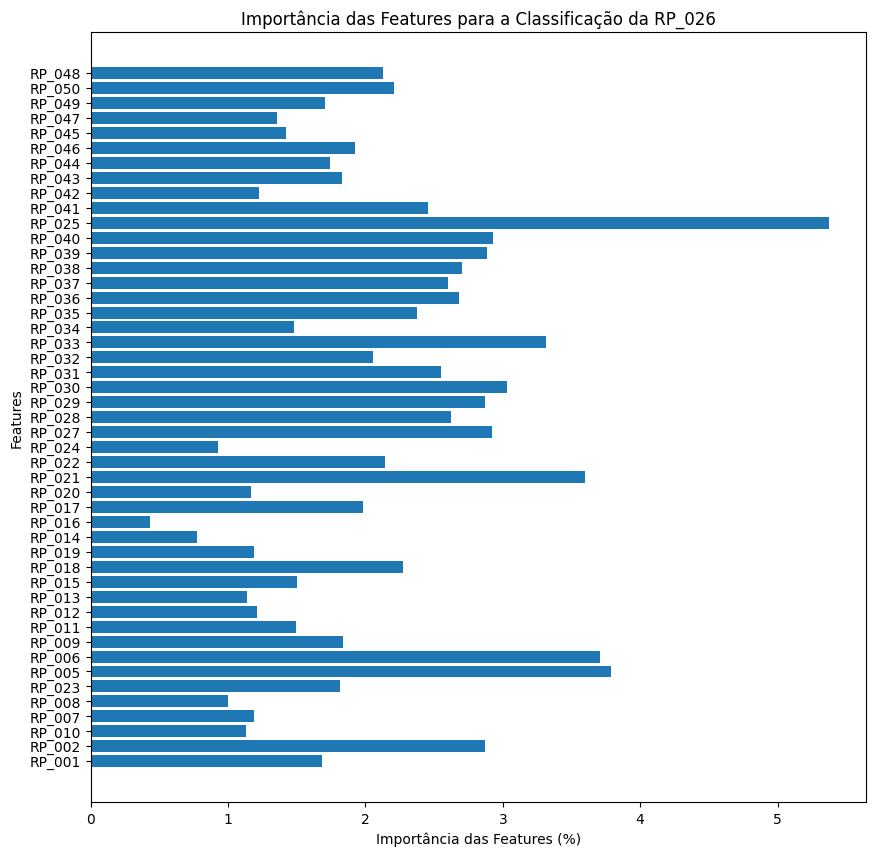 Importância das Features para a Classificação da RP_026
RP_048
RP_050
RP_049
RP_047
RP_045
RP_046
RP_044
RP_043
RP_042
RP_041
RP_025
RP_040
RP_039
RP_038
RP_037
RP_036
RP_035
RP_034
RP_033
RP_032
RP_031
RP_030
RP_029
RP_028
RP_027
RP_024
RP_022
RP_021
RP_020
RP_017
RP_016
RP_014
RP_019
RP_018
RP_015
RP_013
RP_012
RP_011
RP_009
RP_006
RP_005
RP_023
RP_008
RP_007
RP_010
RP_002
RP_001
Features
0 1 2 3 4 5
Importância das Features (%)